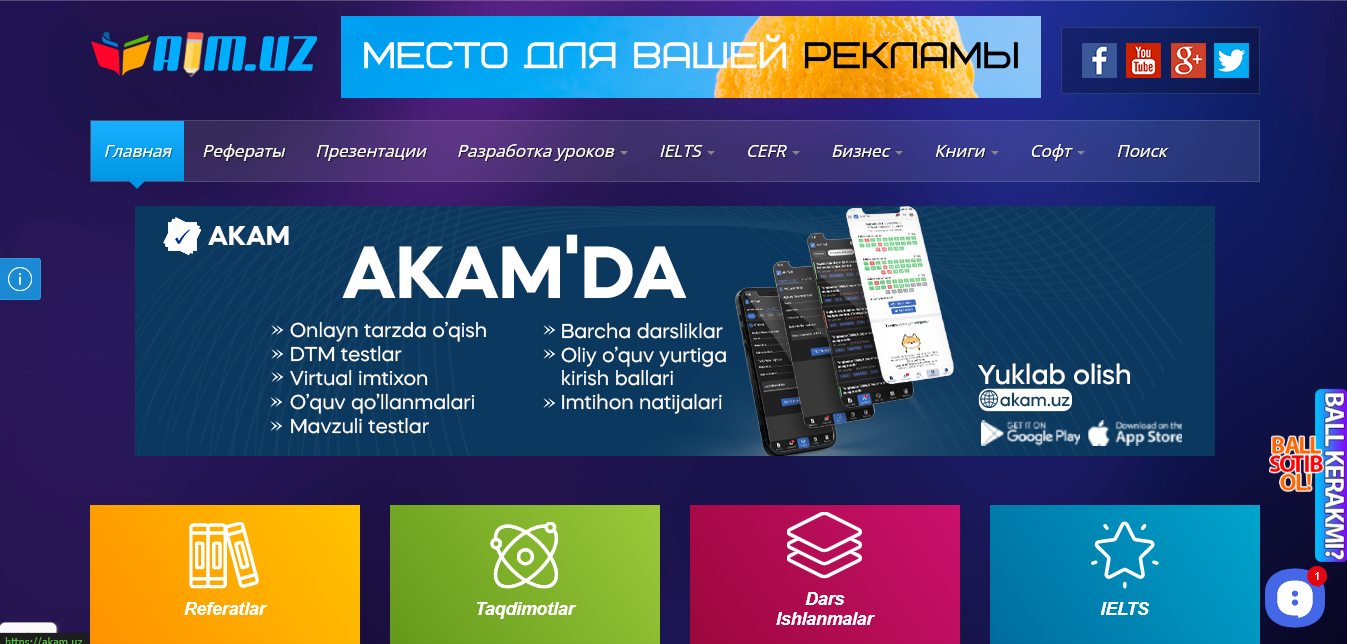 AIM.UZ
МЕСТО ДЛЯ ВАШЕЙ РЕКЛАМЫ
You
Tube
g+
Главная
Рефераты
Презентации
Разработка уроков
IELTS
CEFR
Бизнес
Книги
Софт
Поиск
AKAM
AKAM'DA
» Onlayn tarzda o'qish
» DTM testlar
» Virtual imtixon
» O'quv qo'llanmalari
» Mavzuli testlar
» Barcha darsliklar
» Oliy o'quv yurtiga
kirish ballari
» Imtihon natijalari
Yuklab olish
akam.uz
GET IT ON
Google Play
Download on the
App Store
BALL KERAKMI?
BALL
SOTIB
OL!
Referatlar
Taqdimotlar
Dars
Ishlanmalar
IELTS
1
https://akam.uz